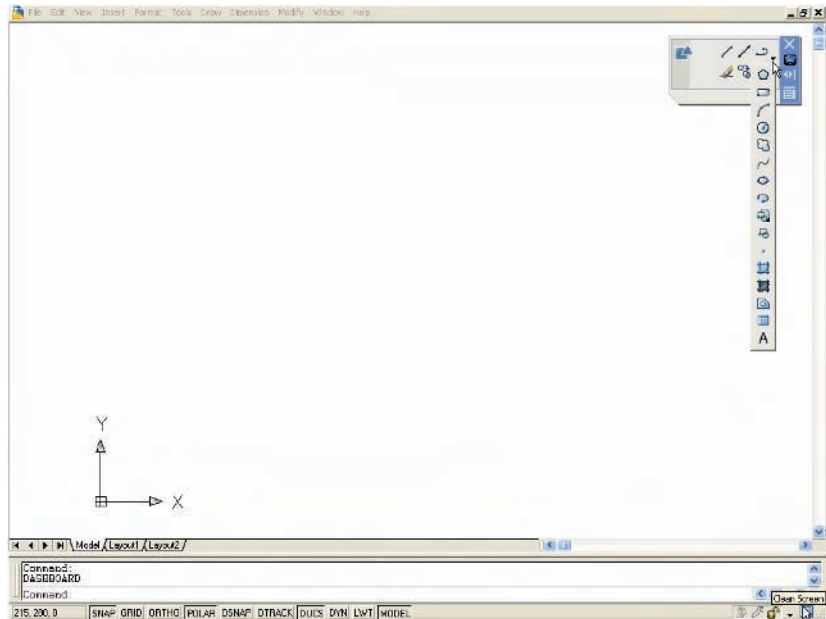 File Edit View Insert Format Tools Draw Dimension Modify Window Help
A
Y
X
Model Layout1 Layout2
Command:
DASHBOARD
Command:
Clean Screen
215, 280, 0 SNAP GRID ORTHO POLAR OSNAP OTRACK DUCS DYN LWT MODEL